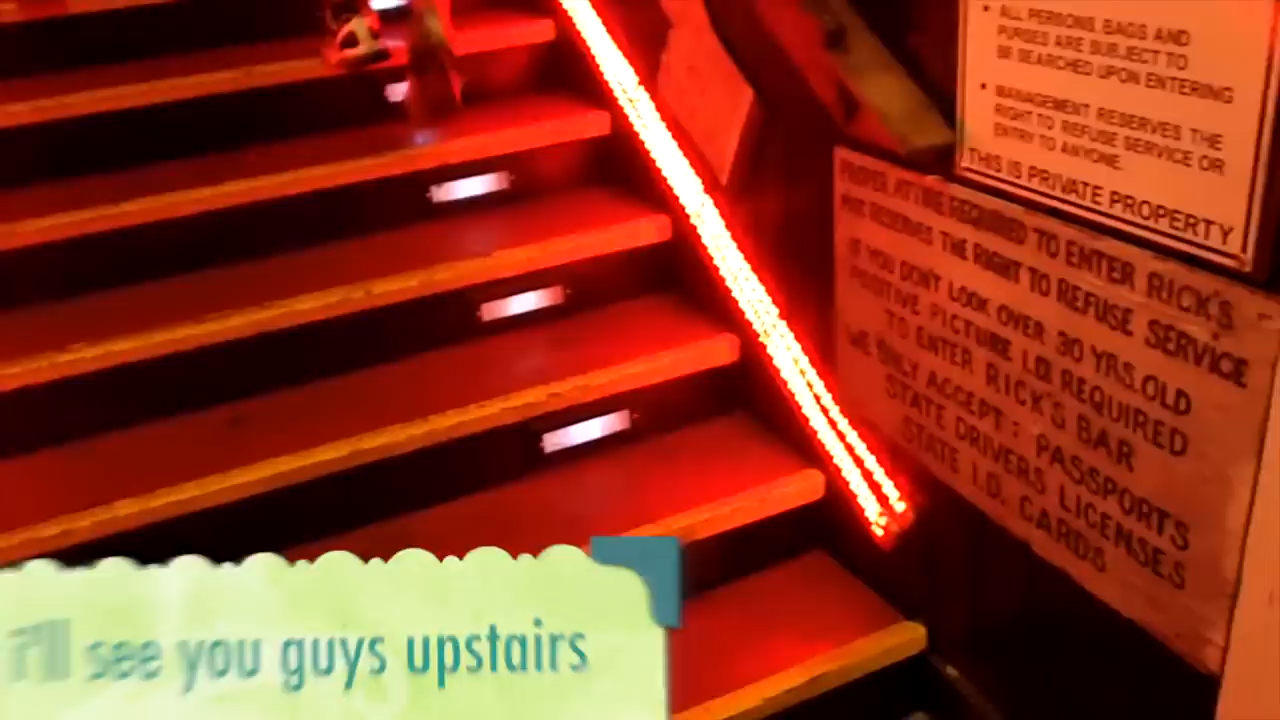 • ALL PERSONS, BAGS AND
PURSES ARE SUBJECT TO
BE SEARCHED UPON ENTERING
• MANAGEMENT RESERVES THE
RIGHT TO REFUSE SERVICE OR
ENTRY TO ANYONE.
THIS IS PRIVATE PROPERTY
PROPER ATTIRE REQUIRED TO ENTER RICK'S
AND RESERVES THE RIGHT TO REFUSE SERVICE
IF YOU DON'T LOOK OVER 30 YRS.OLD
POSITIVE PICTURE I.D. REQUIRED
TO ENTER RICK'S BAR
WE ONLY ACCEPT: PASSPORTS
STATE DRIVERS LICENSES
STATE I.D. CARDS
i'll see you guys upstairs